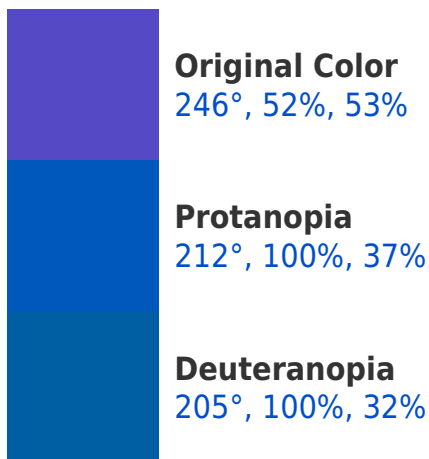 Original Color
246°, 52%, 53%
Protanopia
212°, 100%, 37%
Deuteranopia
205°, 100%, 32%